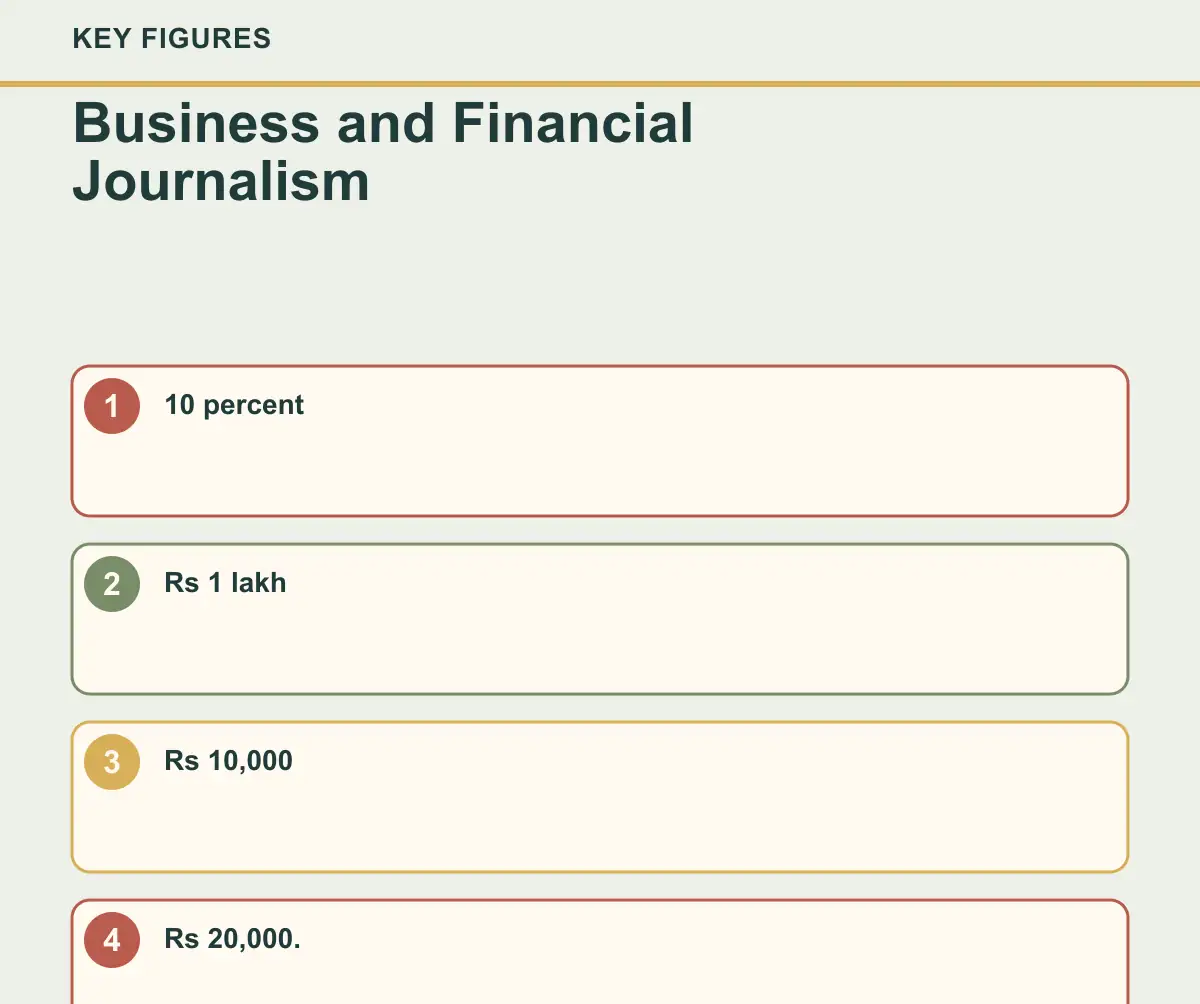 KEY FIGURES
Business and Financial
Journalism
1 10 percent
2 Rs 1 lakh
3 Rs 10,000
4 Rs 20,000.